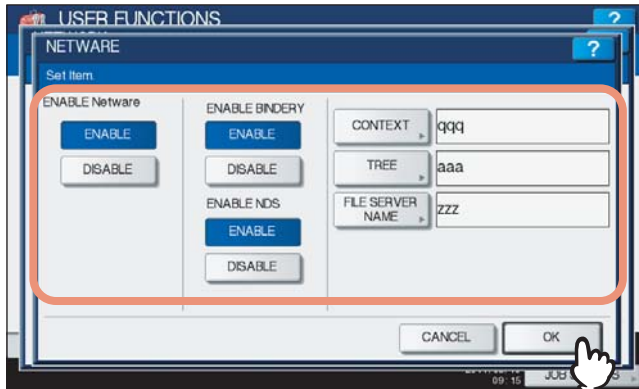 USER FUNCTIONS
?
NETWARE
?
Set Item.
ENABLE Netware
ENABLE
DISABLE
ENABLE BINDERY
ENABLE
DISABLE
ENABLE NDS
ENABLE
DISABLE
CONTEXT
qqq
TREE
aaa
FILE SERVER
NAME
zzz
CANCEL
OK
09:15
JOB